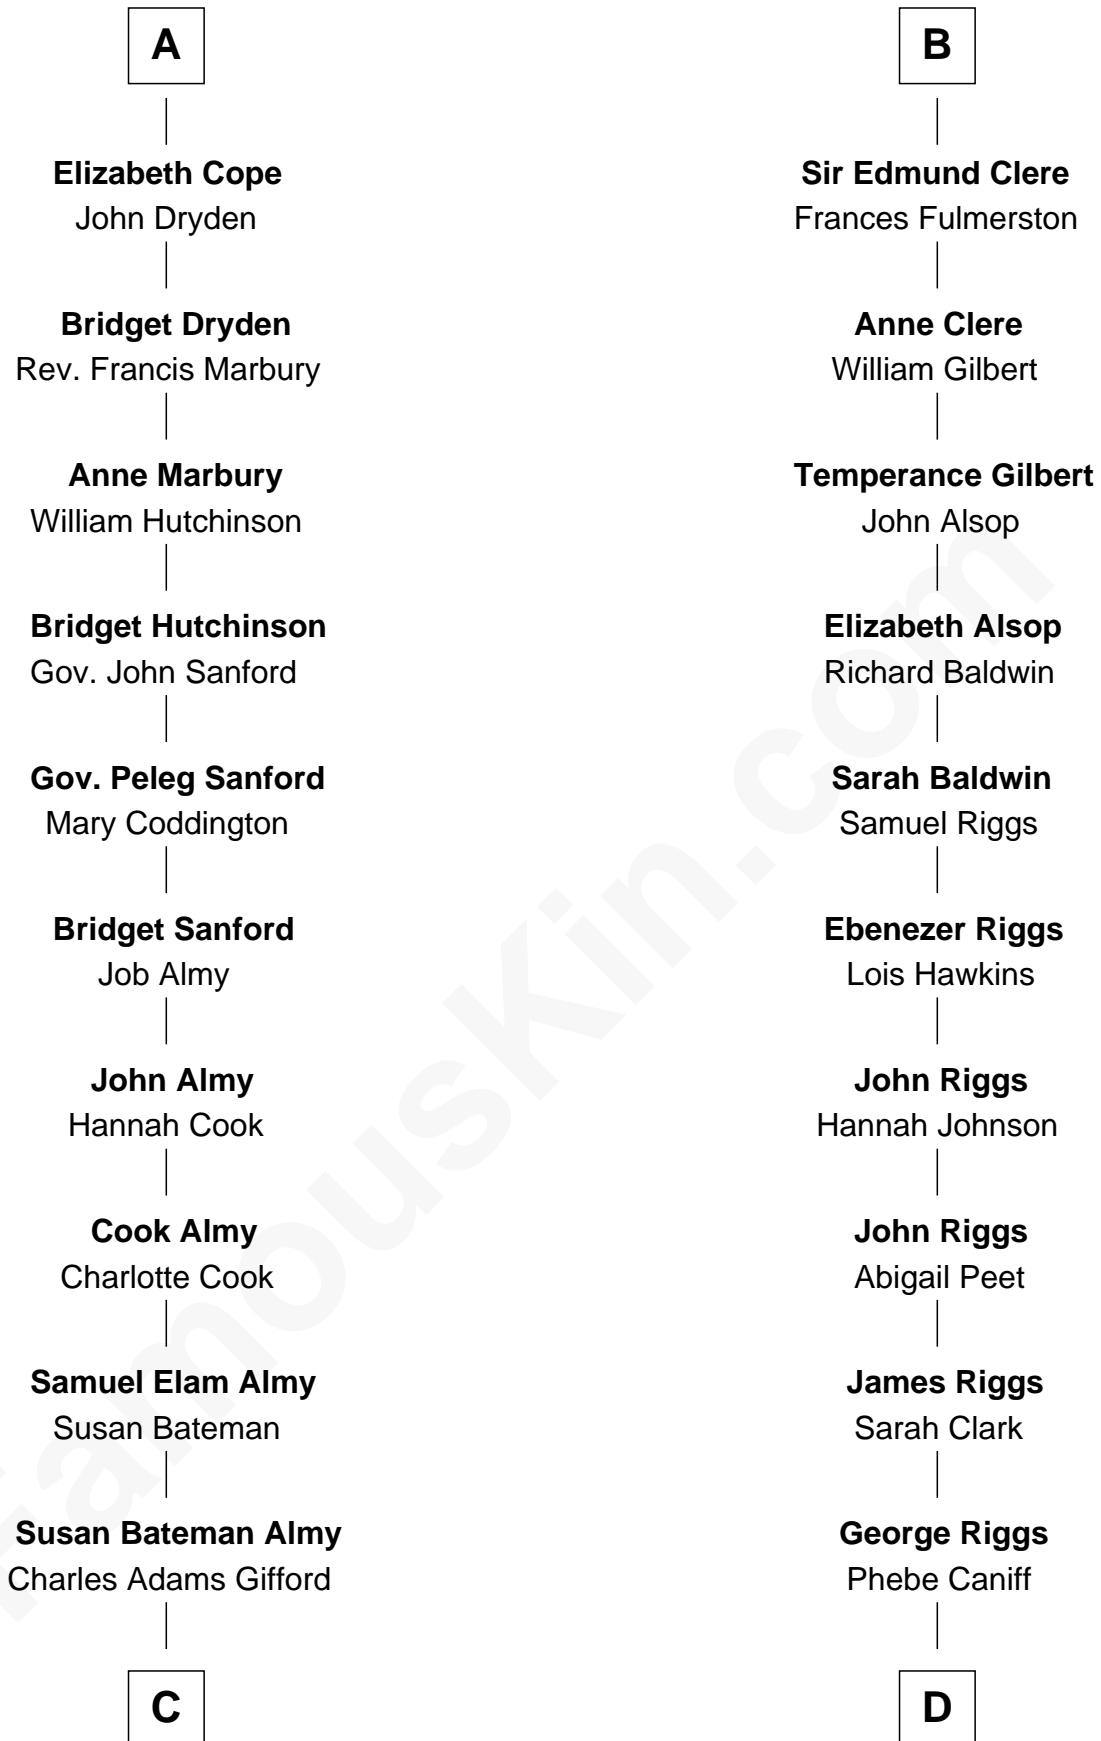 A
Elizabeth Cope
John Dryden
Bridget Dryden
Rev. Francis Marbury
Anne Marbury
William Hutchinson
Bridget Hutchinson
Gov. John Sanford
Gov. Peleg Sanford
Mary Coddington
Bridget Sanford
Job Almy
John Almy
Hannah Cook
Cook Almy
Charlotte Cook
Samuel Elam Almy
Susan Bateman
Susan Bateman Almy
Charles Adams Gifford
C
B
Sir Edmund Clere
Frances Fulmerston
Anne Clere
William Gilbert
Temperance Gilbert
John Alsop
Elizabeth Alsop
Richard Baldwin
Sarah Baldwin
Samuel Riggs
Ebenezer Riggs
Lois Hawkins
John Riggs
Hannah Johnson
John Riggs
Abigail Peet
James Riggs
Sarah Clark
George Riggs
Phebe Caniff
D
FamousKin.com